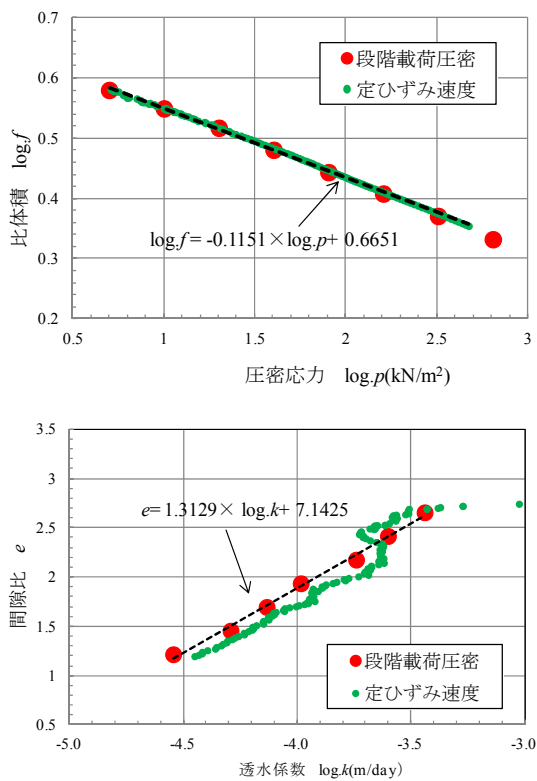 0.7
0.6
0.5
0.4
0.3
0.2
比体積 log.f
段階載荷圧密
定ひずみ速度
log.f = -0.1151×log.p+ 0.6651
0.5 1 1.5 2 2.5 3
圧密応力 log.p(kN/m²)
3.5
3
2.5
2
1.5
1
0.5
間隙比 e
e= 1.3129× log.k+ 7.1425
段階載荷圧密
定ひずみ速度
-5.0 -4.5 -4.0 -3.5 -3.0
透水係数 log.k(m/day)